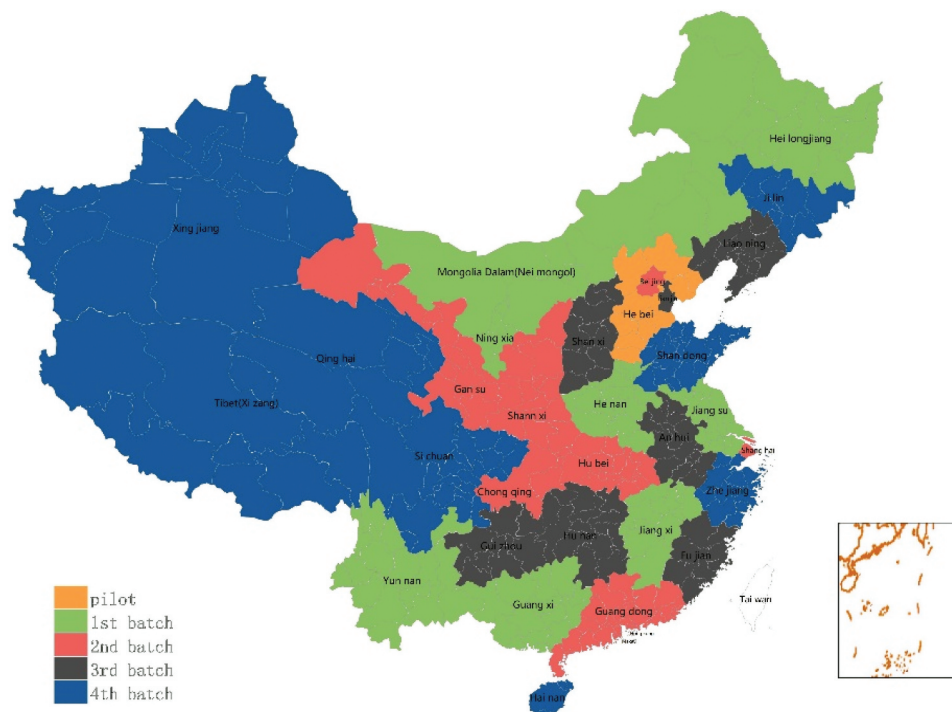 Hei longjiang
Ji lin
Xing jiang
Liao ning
Mongolia Dalam(Nei mongol)
Bei jing
He bei
Ning xia
Shan xi
Qing hai
Shan dong
Gan su
Tibet(Xi zang)
He nan
Jiang su
Shann xi
An hui
Si chuan
Hu bei
Shang hai
Chong qing
Zhe jiang
Jiang xi
Hu nan
Gui zhou
Fu jian
Yun nan
Tai wan
Guang xi
Guang dong
Hai nan
pilot
1st batch
2nd batch
3rd batch
4th batch